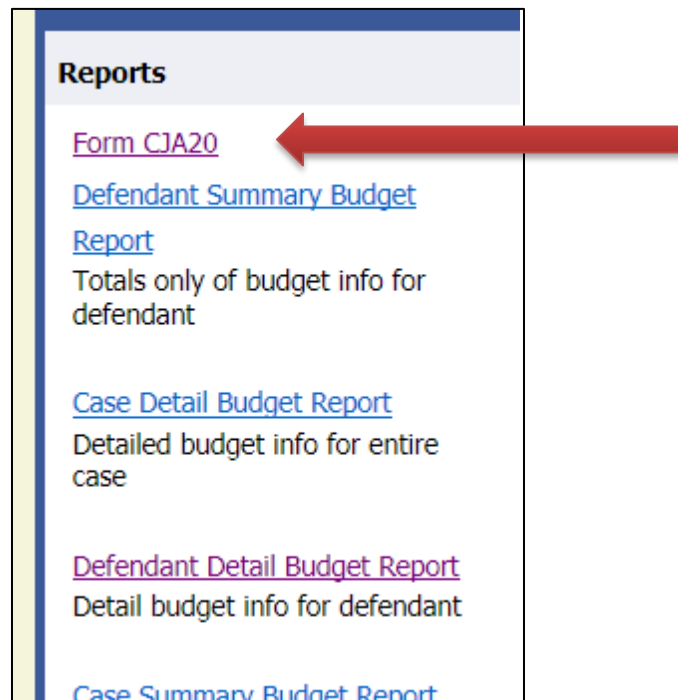 Reports
Form CJA20
Defendant Summary Budget
Report
Totals only of budget info for
defendant
Case Detail Budget Report
Detailed budget info for entire
case
Defendant Detail Budget Report
Detail budget info for defendant
Case Summary Budget Report